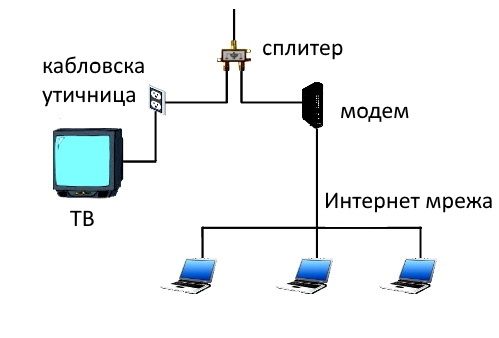 сплитер
кабловска
утичница
модем
Интернет мрежа
ТВ